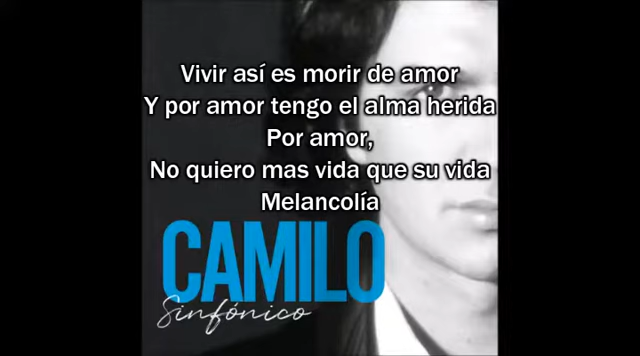 Vivir así es morir de amor
Y por amor tengo el alma herida
Por amor,
No quiero mas vida que su vida
Melancolía
CAMILO
Sinfónico